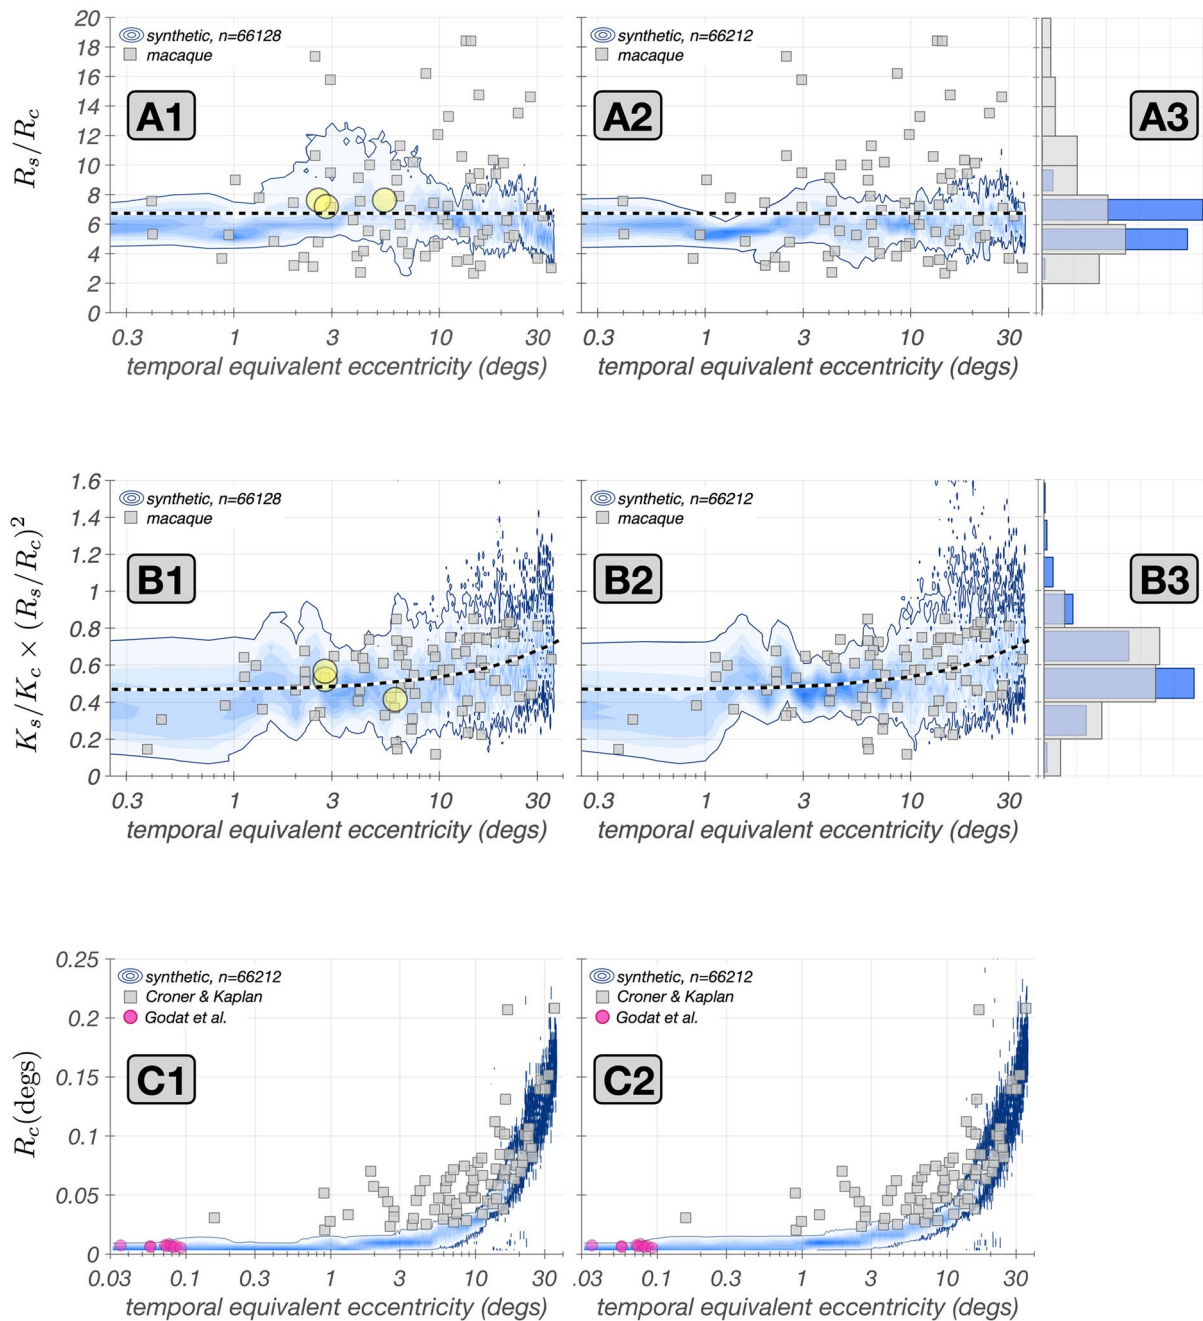 R_s/R_c
20
18
16
14
12
10
8
6
4
2
0
synthetic, n=66128
macaque
A1
0.3 1 3 10 30
temporal equivalent eccentricity (degs)
synthetic, n=66212
macaque
A2
0.3 1 3 10 30
temporal equivalent eccentricity (degs)
A3
K_s/K_c × (R_s/R_c)^2
1.6
1.4
1.2
1
0.8
0.6
0.4
0.2
0
synthetic, n=66128
macaque
B1
0.3 1 3 10 30
temporal equivalent eccentricity (degs)
synthetic, n=66212
macaque
B2
0.3 1 3 10 30
temporal equivalent eccentricity (degs)
B3
R_c(degs)
0.25
0.2
0.15
0.1
0.05
0
synthetic, n=66212
Croner & Kaplan
Godat et al.
C1
0.03 0.1 0.3 1 3 10 30
temporal equivalent eccentricity (degs)
synthetic, n=66212
Croner & Kaplan
Godat et al.
C2
.03 0.1 0.3 1 3 10 30
temporal equivalent eccentricity (degs)